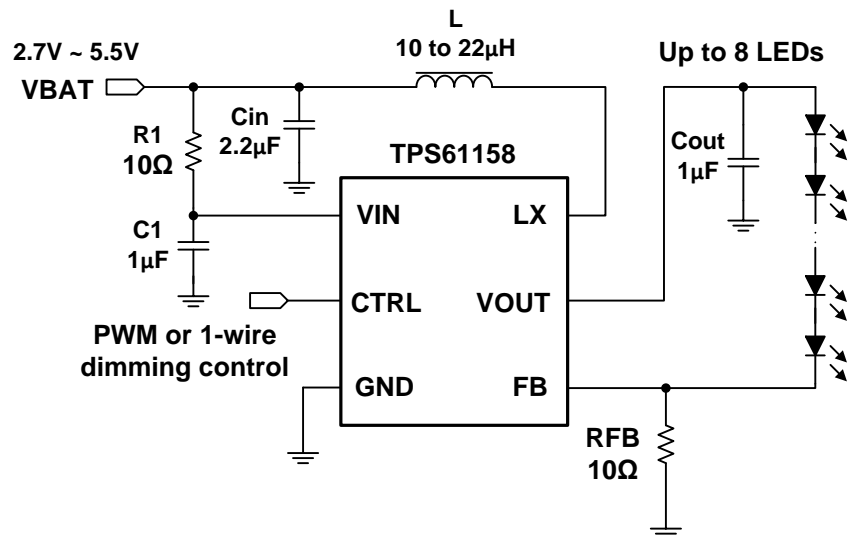 L
10 to 22µH
2.7V ~ 5.5V
VBAT
Up to 8 LEDs
R1
10Ω
Cin
2.2µF
TPS61158
Cout
1µF
C1
1µF
VIN
LX
CTRL
VOUT
PWM or 1-wire
dimming control
GND
FB
RFB
10Ω